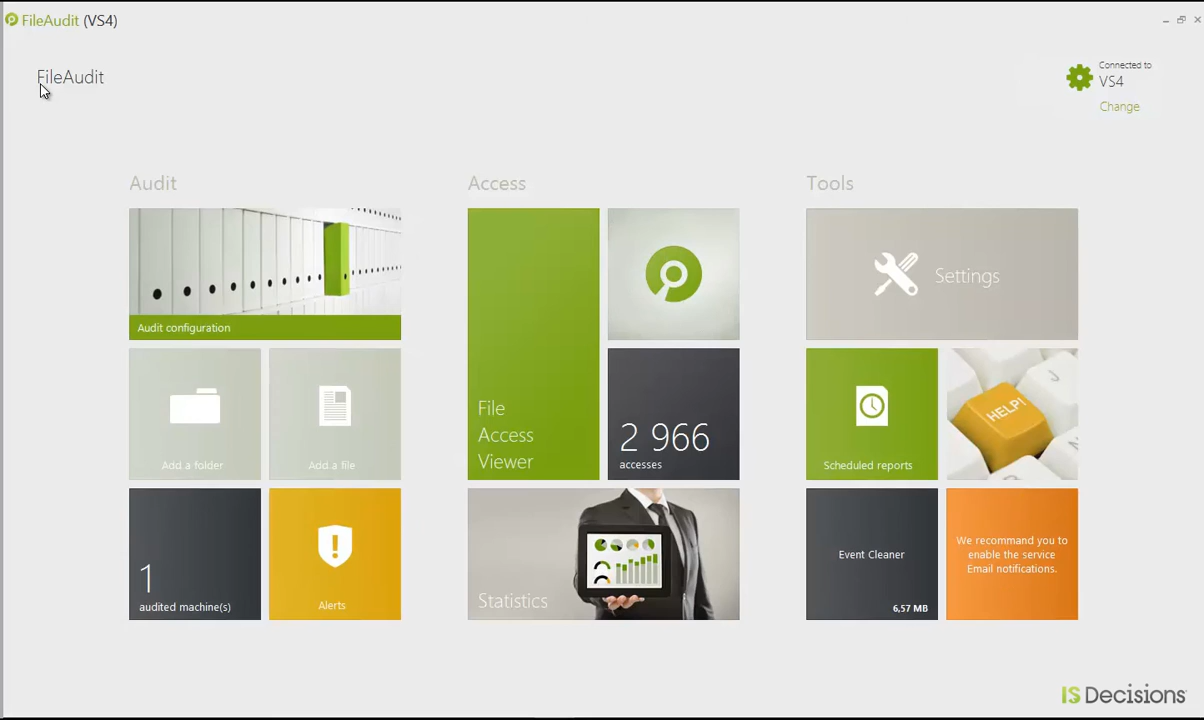 FileAudit (VS4)
FileAudit
Connected to
VS4
Change
Audit
Access
Tools
Audit configuration
Add a folder
Add a file
1
audited machine(s)
Alerts
File
Access
Viewer
2 966
accesses
Statistics
Settings
Scheduled reports
HELP!
Event Cleaner
6,57 MB
We recommand you to
enable the service
Email notifications.
ISDecisions